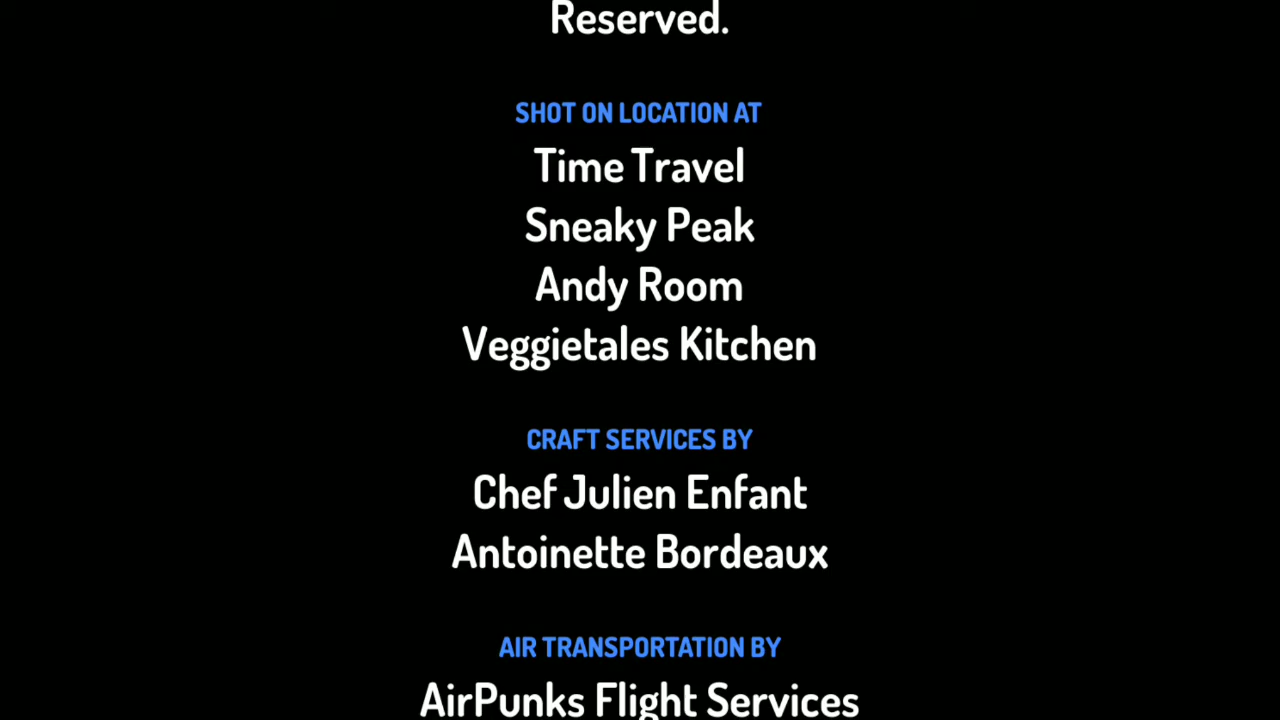 Reserved.
SHOT ON LOCATION AT
Time Travel
Sneaky Peak
Andy Room
Veggietales Kitchen
CRAFT SERVICES BY
Chef Julien Enfant
Antoinette Bordeaux
AIR TRANSPORTATION BY
AirPunks Flight Services